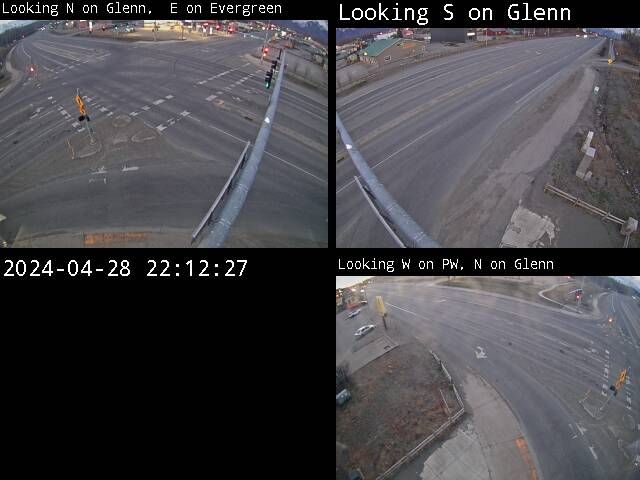 Looking N on Glenn,  E on Evergreen
Looking S on Glenn
2024-04-28 22:12:27
Looking W on PW, N on Glenn